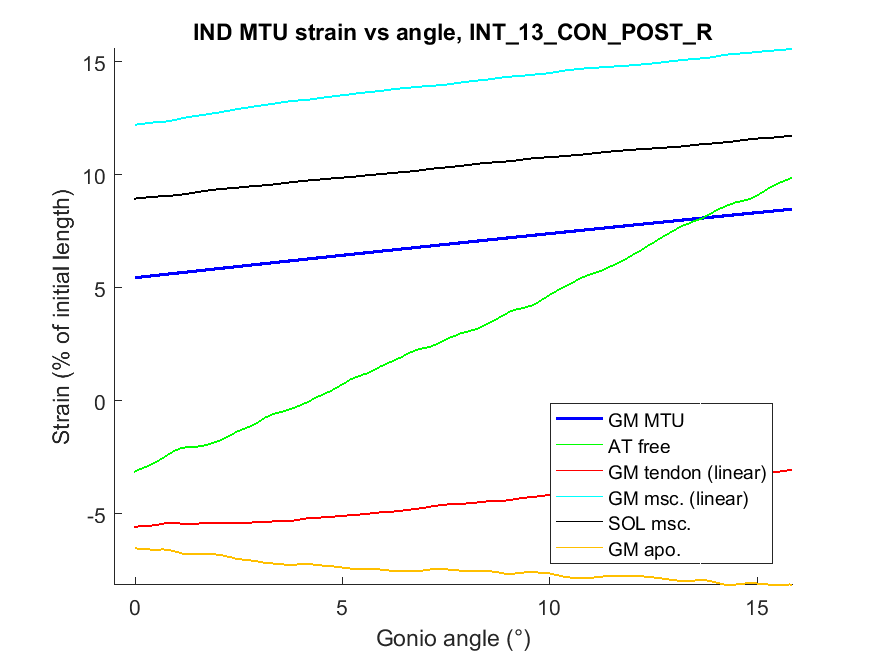 IND MTU strain vs angle, INT_13_CON_POST_R
15
10
5
0
-5
Strain (% of initial length)
GM MTU
AT free
GM tendon (linear)
GM msc. (linear)
SOL msc.
GM apo.
0 5 10 15
Gonio angle (°)